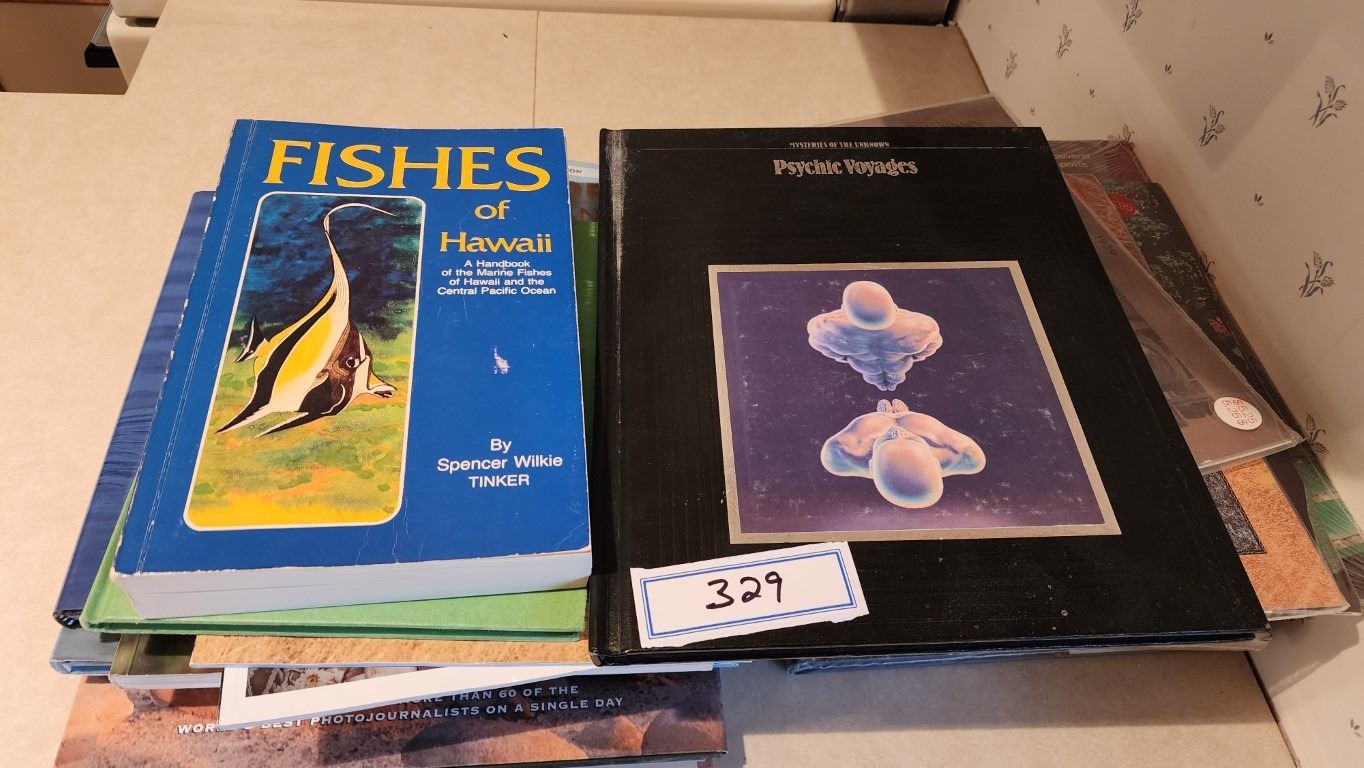 FISHES
of
Hawaii
A Handbook
of the Marine Fishes
of Hawaii and the
Central Pacific Ocean
By
Spencer Wilkie
TINKER
MYSTERIES OF THE UNKNOWN
Psychic Voyages
329
THAN 60 OF THE
BEST PHOTOJOURNALISTS ON A SINGLE DAY